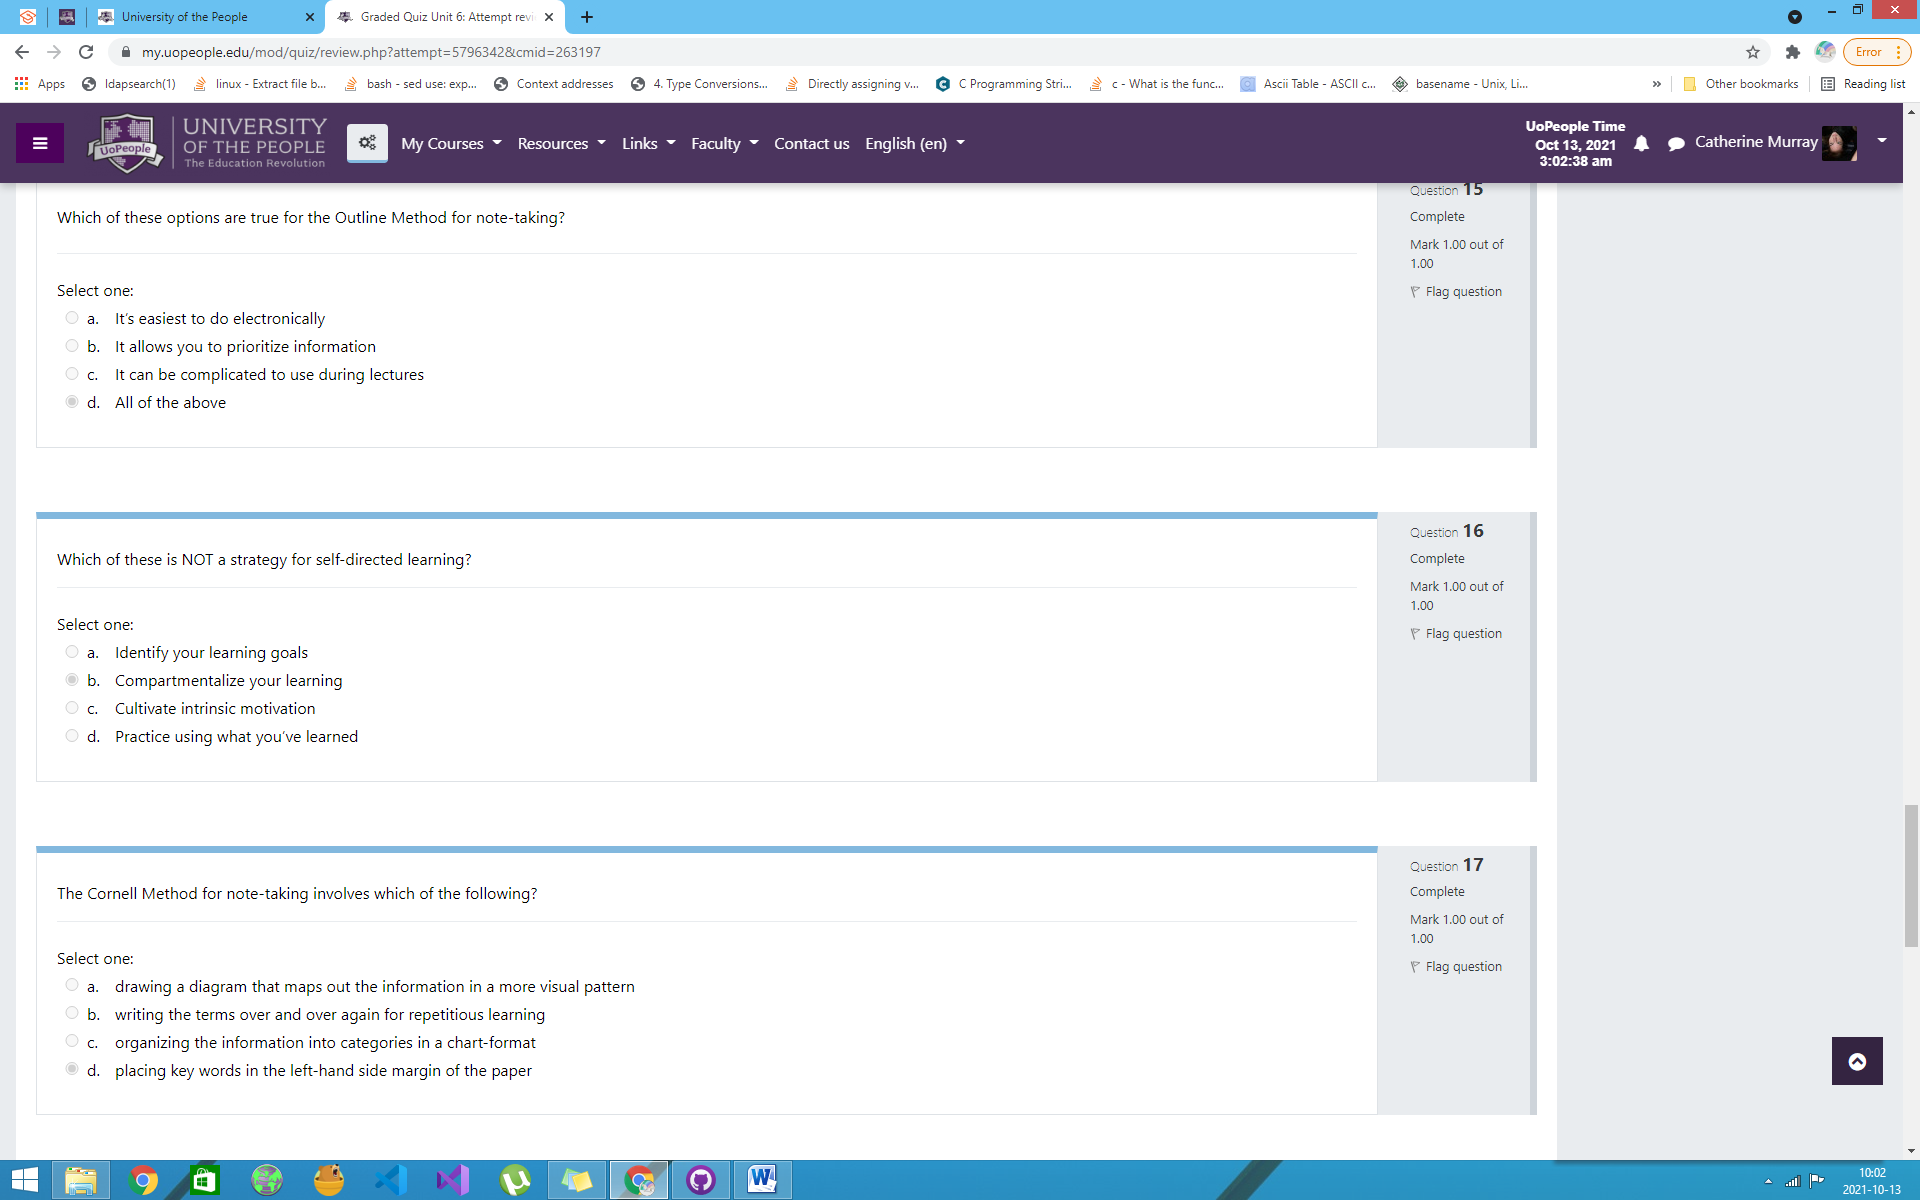 University of the People
Graded Quiz Unit 6: Attempt revi
my.uopeople.edu/mod/quiz/review.php?attempt=5796342&cmid=263197
Error
Apps
ldapsearch(1)
linux - Extract file b...
bash - sed use: exp...
Context addresses
4. Type Conversions...
Directly assigning v...
C Programming Stri...
c - What is the func...
Ascii Table - ASCII c...
basename - Unix, Li...
»
Other bookmarks
Reading list
UoPeople
UNIVERSITY
OF THE PEOPLE
The Education Revolution
My Courses
Resources
Links
Faculty
Contact us
English (en)
UoPeople Time
Oct 13, 2021
3:02:38 am
Catherine Murray
Question 15
Complete
Mark 1.00 out of
1.00
Flag question
Which of these options are true for the Outline Method for note-taking?
Select one:
a. It's easiest to do electronically
b. It allows you to prioritize information
c. It can be complicated to use during lectures
d. All of the above
Question 16
Complete
Mark 1.00 out of
1.00
Flag question
Which of these is NOT a strategy for self-directed learning?
Select one:
a. Identify your learning goals
b. Compartmentalize your learning
c. Cultivate intrinsic motivation
d. Practice using what you've learned
Question 17
Complete
Mark 1.00 out of
1.00
Flag question
The Cornell Method for note-taking involves which of the following?
Select one:
a. drawing a diagram that maps out the information in a more visual pattern
b. writing the terms over and over again for repetitious learning
c. organizing the information into categories in a chart-format
d. placing key words in the left-hand side margin of the paper
10:02
2021-10-13